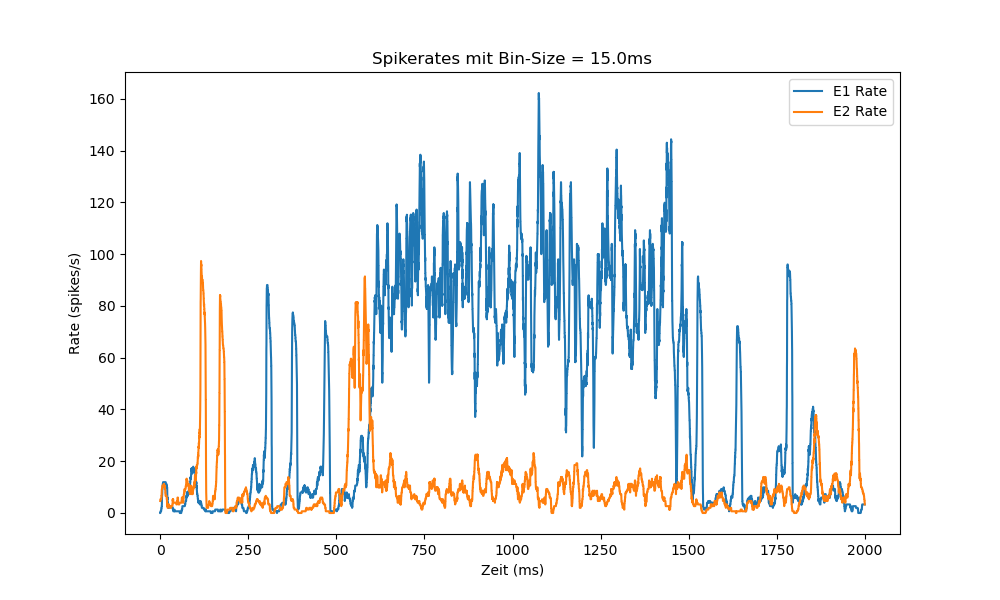 Spikerates mit Bin-Size = 15.0ms
E1 Rate
E2 Rate
Rate (spikes/s)
160
140
120
100
80
60
40
20
0
0 250 500 750 1000 1250 1500 1750 2000
Zeit (ms)